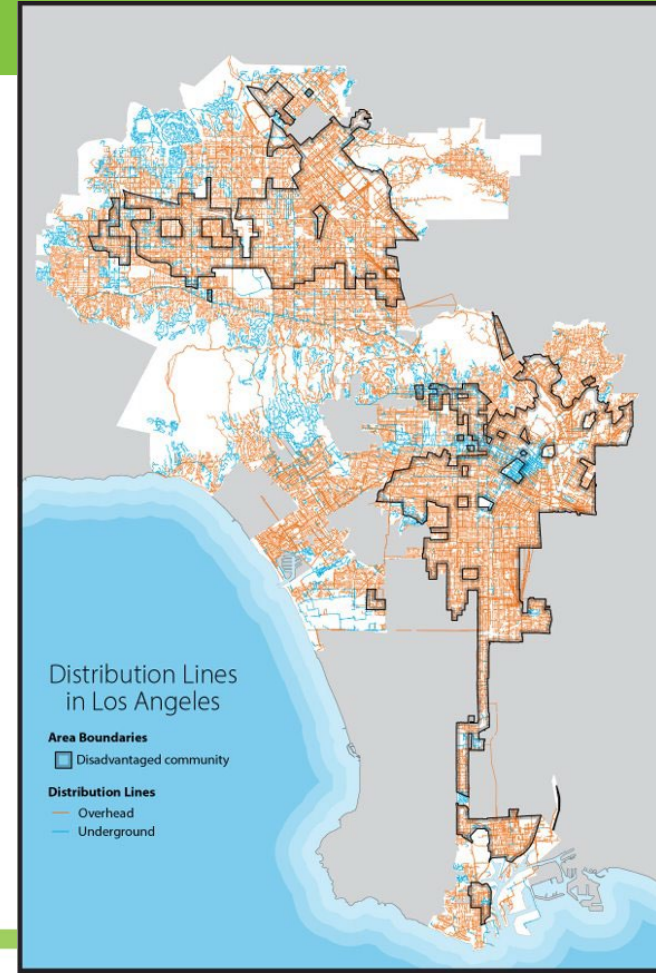 Distribution Lines
in Los Angeles
Area Boundaries
Disadvantaged community
Distribution Lines
Overhead
Underground